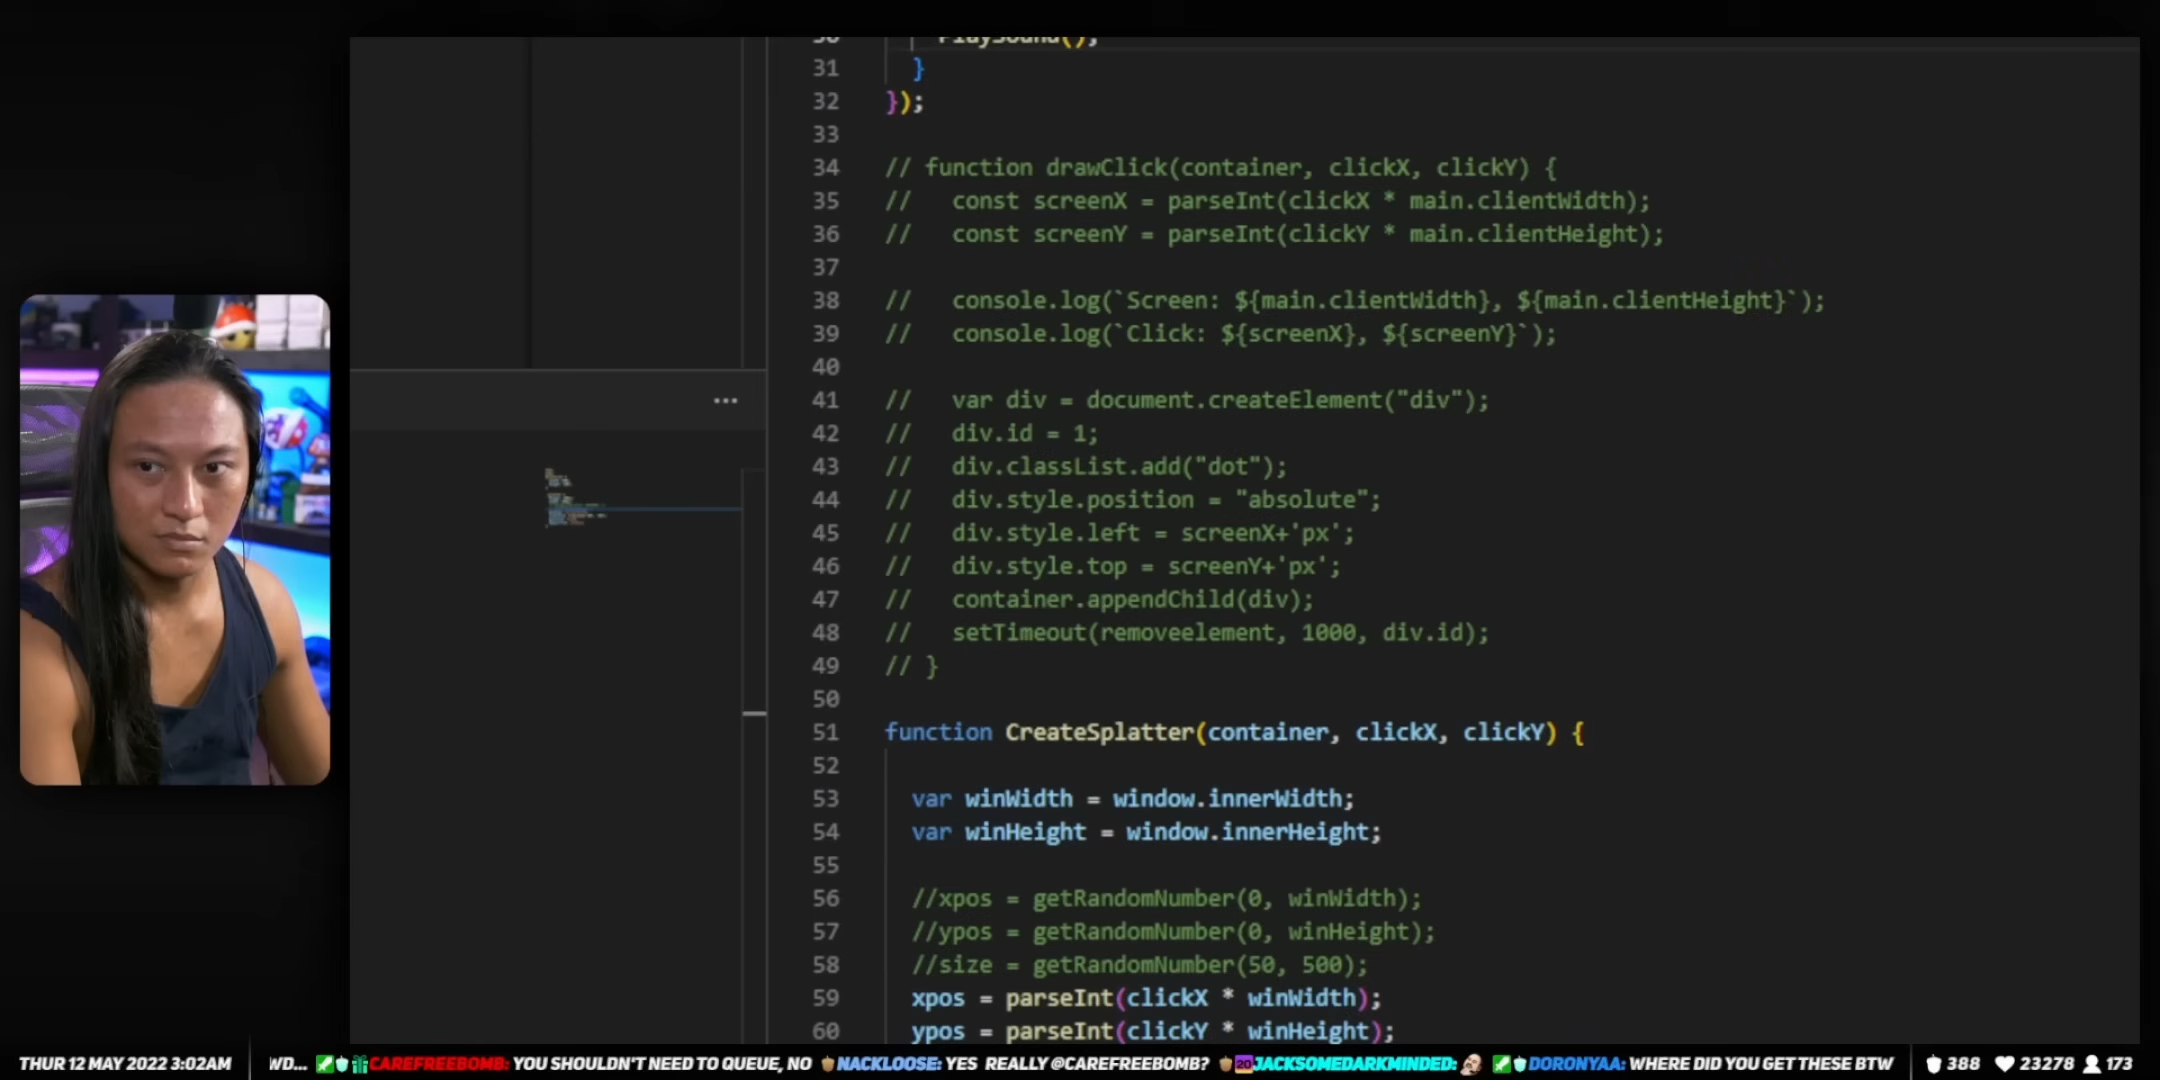 30 PlaySound();
31 }
32 });
33
34 // function drawClick(container, clickX, clickY) {
35 // const screenX = parseInt(clickX * main.clientWidth);
36 // const screenY = parseInt(clickY * main.clientHeight);
37
38 // console.log(`Screen: ${main.clientWidth}, ${main.clientHeight}`);
39 // console.log(`Click: ${screenX}, ${screenY}`);
40
41 // var div = document.createElement("div");
42 // div.id = 1;
43 // div.classList.add("dot");
44 // div.style.position = "absolute";
45 // div.style.left = screenX+'px';
46 // div.style.top = screenY+'px';
47 // container.appendChild(div);
48 // setTimeout(removeelement, 1000, div.id);
49 // }
50
51 function CreateSplatter(container, clickX, clickY) {
52
53 var winWidth = window.innerWidth;
54 var winHeight = window.innerHeight;
55
56 //xpos = getRandomNumber(0, winWidth);
57 //ypos = getRandomNumber(0, winHeight);
58 //size = getRandomNumber(50, 500);
59 xpos = parseInt(clickX * winWidth);
60 ypos = parseInt(clickY * winHeight);
THUR 12 MAY 2022 3:02AM WD... CAREFREEBOMB: YOU SHOULDN'T NEED TO QUEUE, NO NACKLOOSE: YES REALLY @CAREFREEBOMB? 20 JACKSOMEDARKMINDED: DORONYAA: WHERE DID YOU GET THESE BTW 388 23278 173